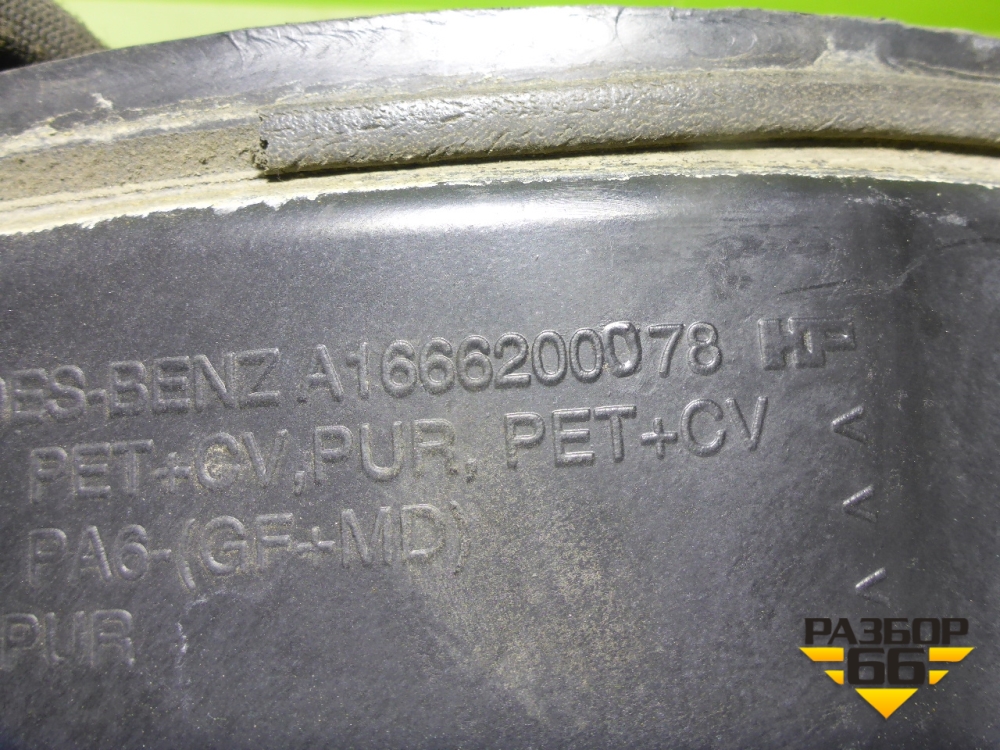 DES-BENZ A1666200078 HF
PET+CV,PUR, PET+CV <
PA6-(GF+MD) <
PUR <
РАЗБОР
66